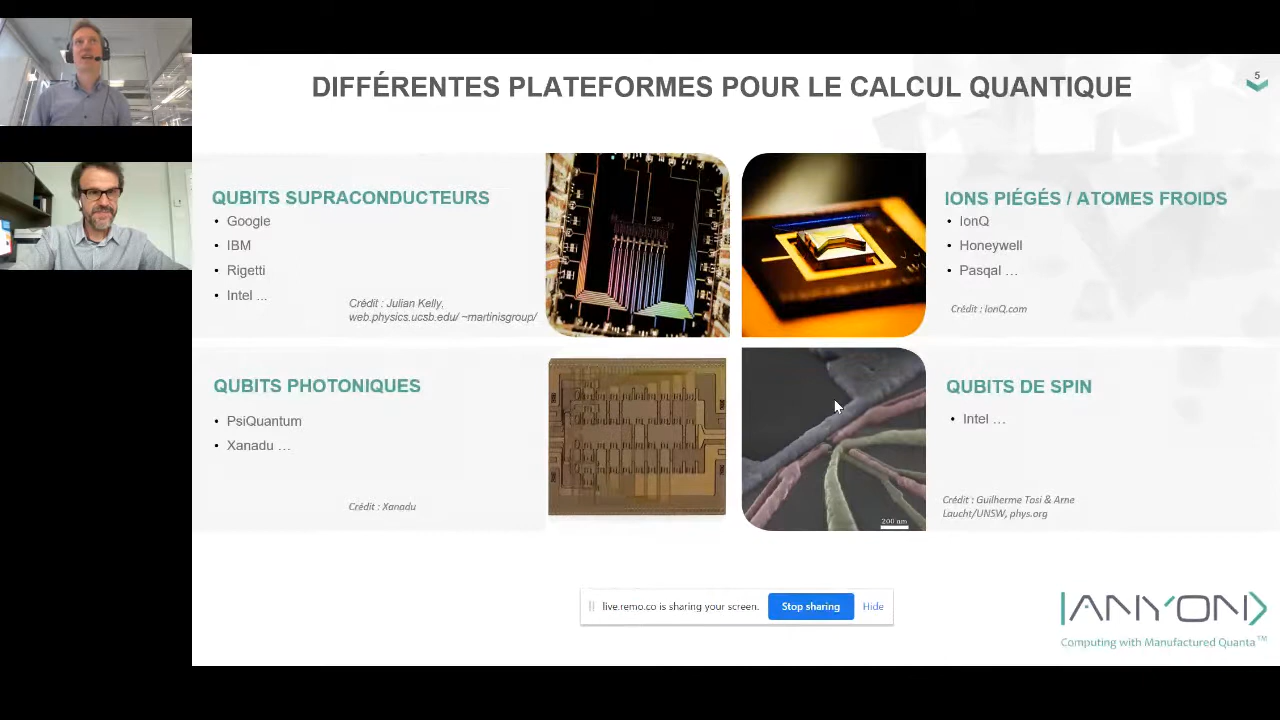 DIFFÉRENTES PLATEFORMES POUR LE CALCUL QUANTIQUE
5
QUBITS SUPRACONDUCTEURS
• Google
• IBM
• Rigetti
• Intel ...
Crédit : Julian Kelly,
web.physics.ucsb.edu/ ~martinisgroup/
IONS PIÉGÉS / ATOMES FROIDS
• IonQ
• Honeywell
• Pasqal …
Crédit : IonQ.com
QUBITS PHOTONIQUES
• PsiQuantum
• Xanadu …
Crédit : Xanadu
QUBITS DE SPIN
• Intel …
Crédit : Guilherme Tosi & Arne
Laucht/UNSW, phys.org
200 nm
live.remo.co is sharing your screen.
Stop sharing
Hide
|ANYON⟩
Computing with Manufactured Quanta™